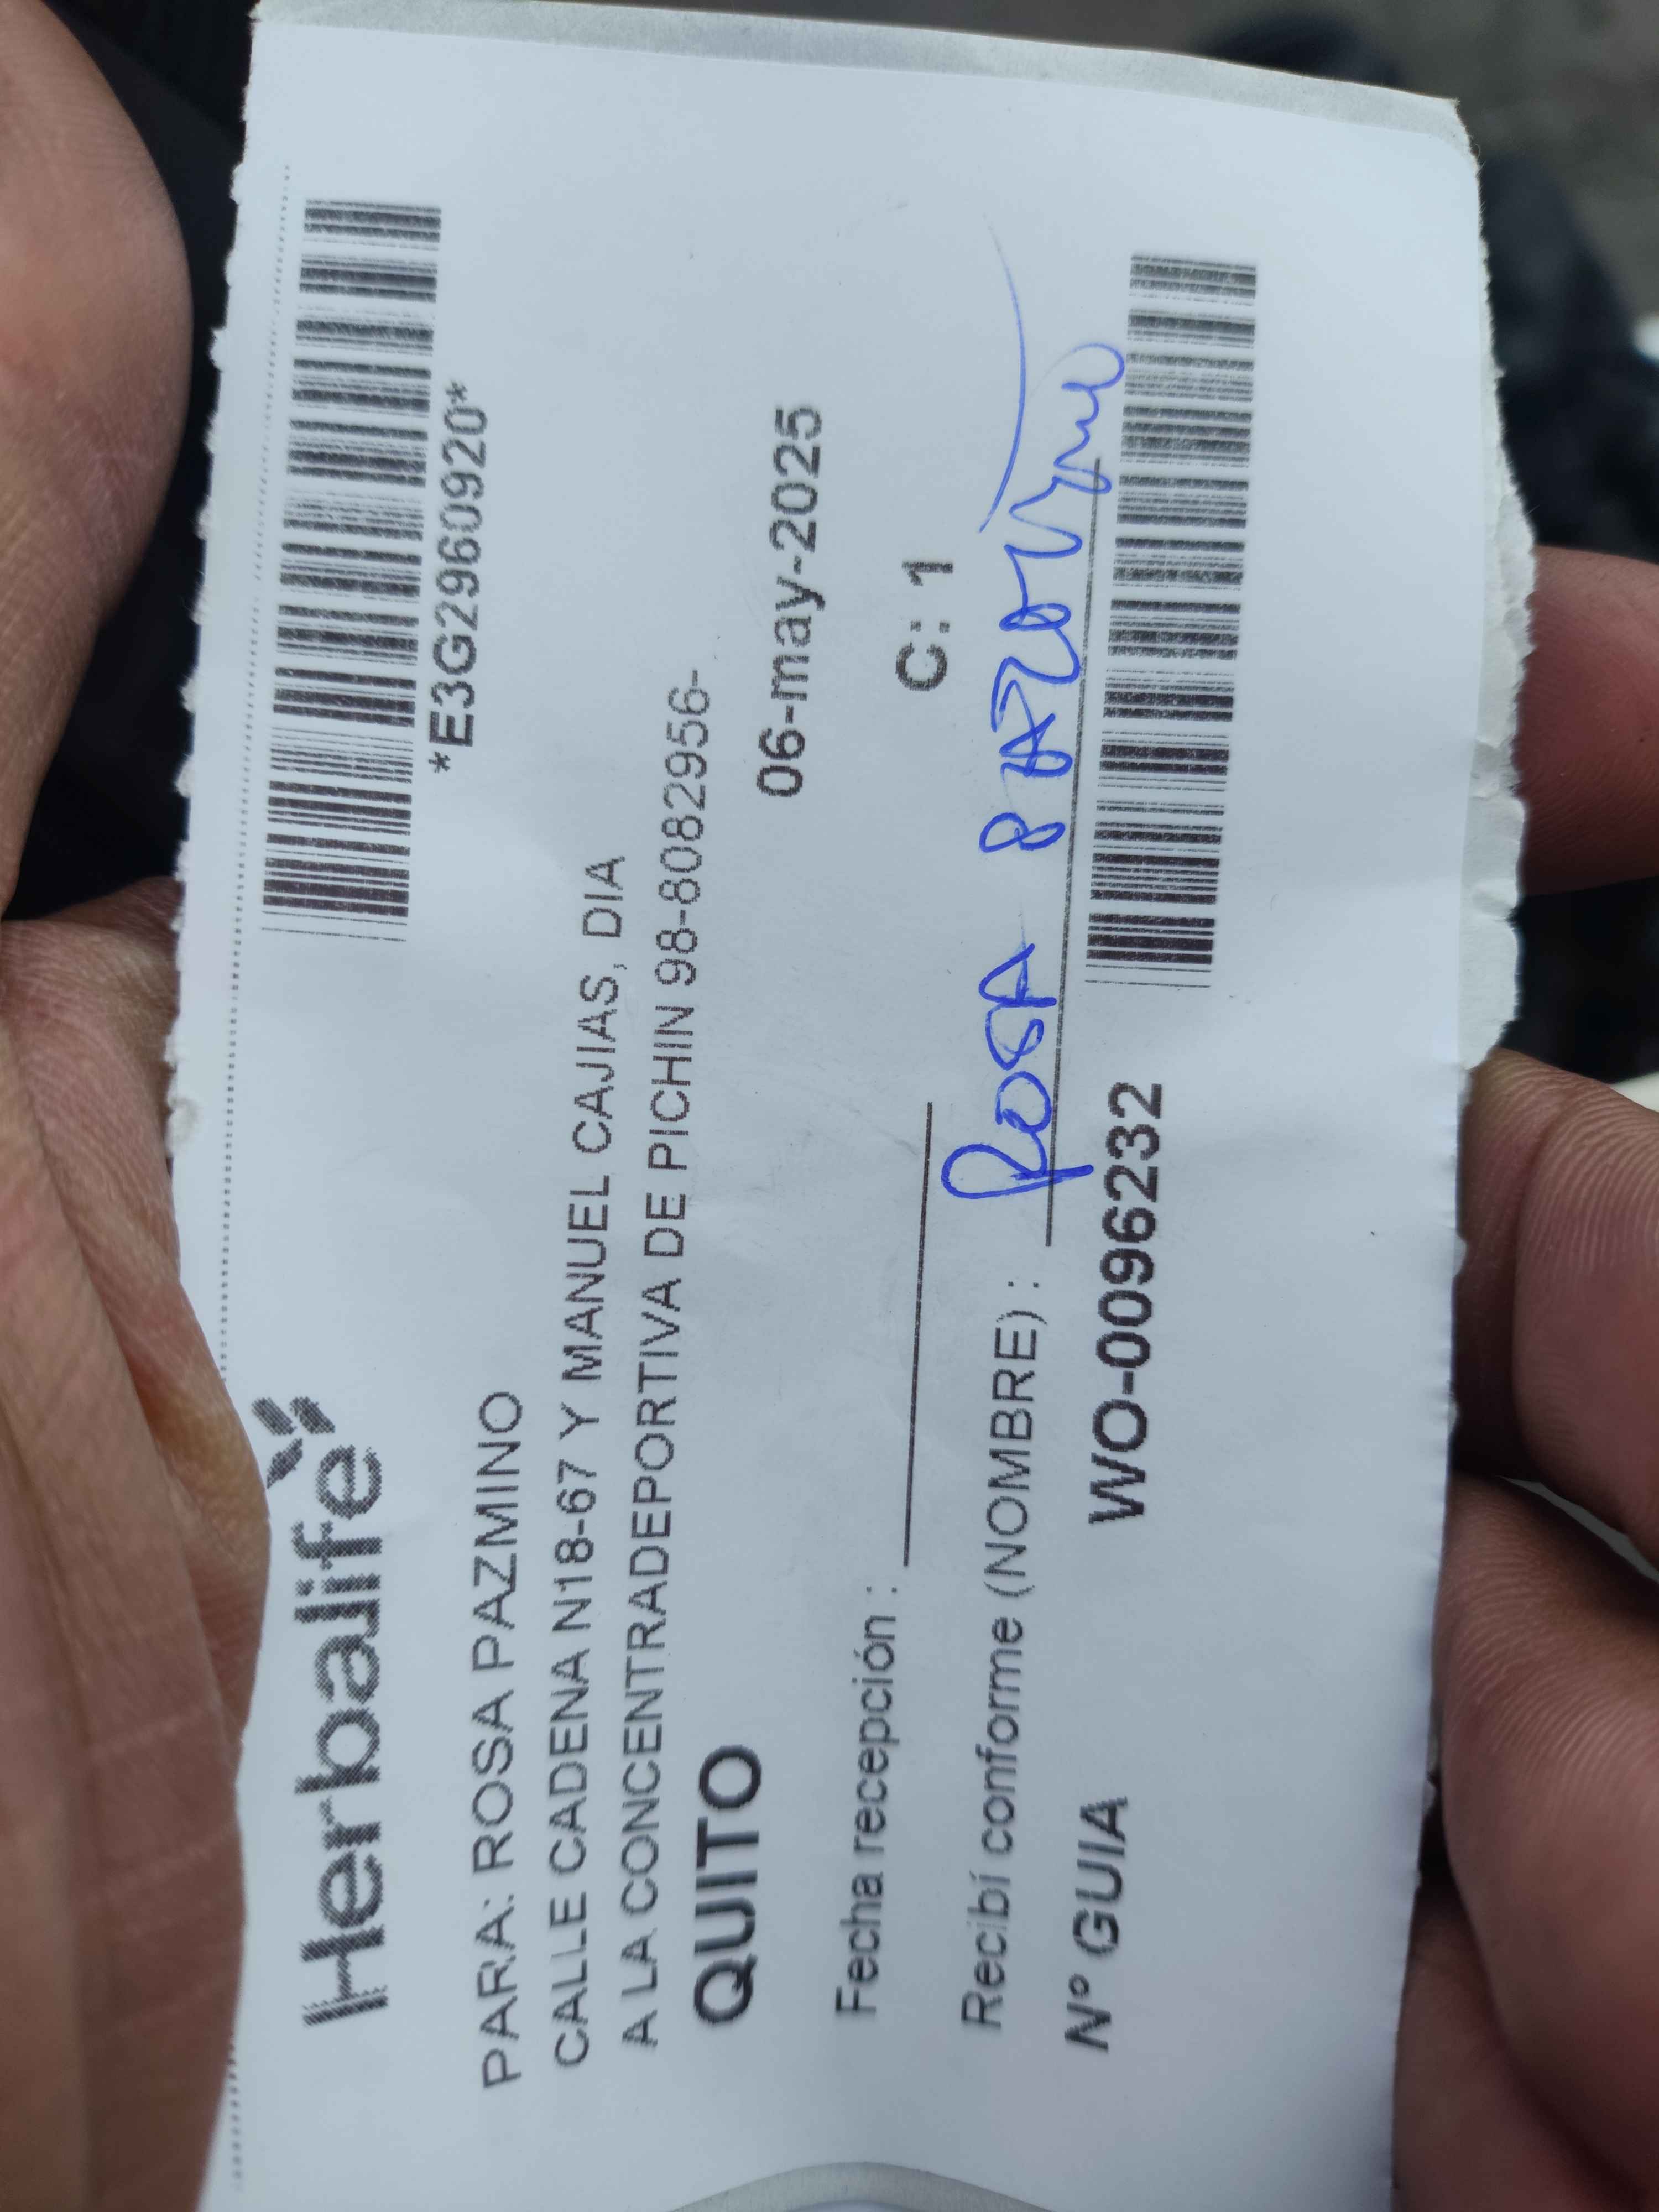 Herbalife
*E3G2960920*
PARA: ROSA PAZMINO
CALLE CADENA N18-67 Y MANUEL CAJIAS, DIA
A LA CONCENTRADEPORTIVA DE PICHIN 98-8082956-
QUITO
06-may-2025
Fecha recepción :
C: 1
Recibí conforme (NOMBRE) : Rosa
Nº GUIA WO-0096232